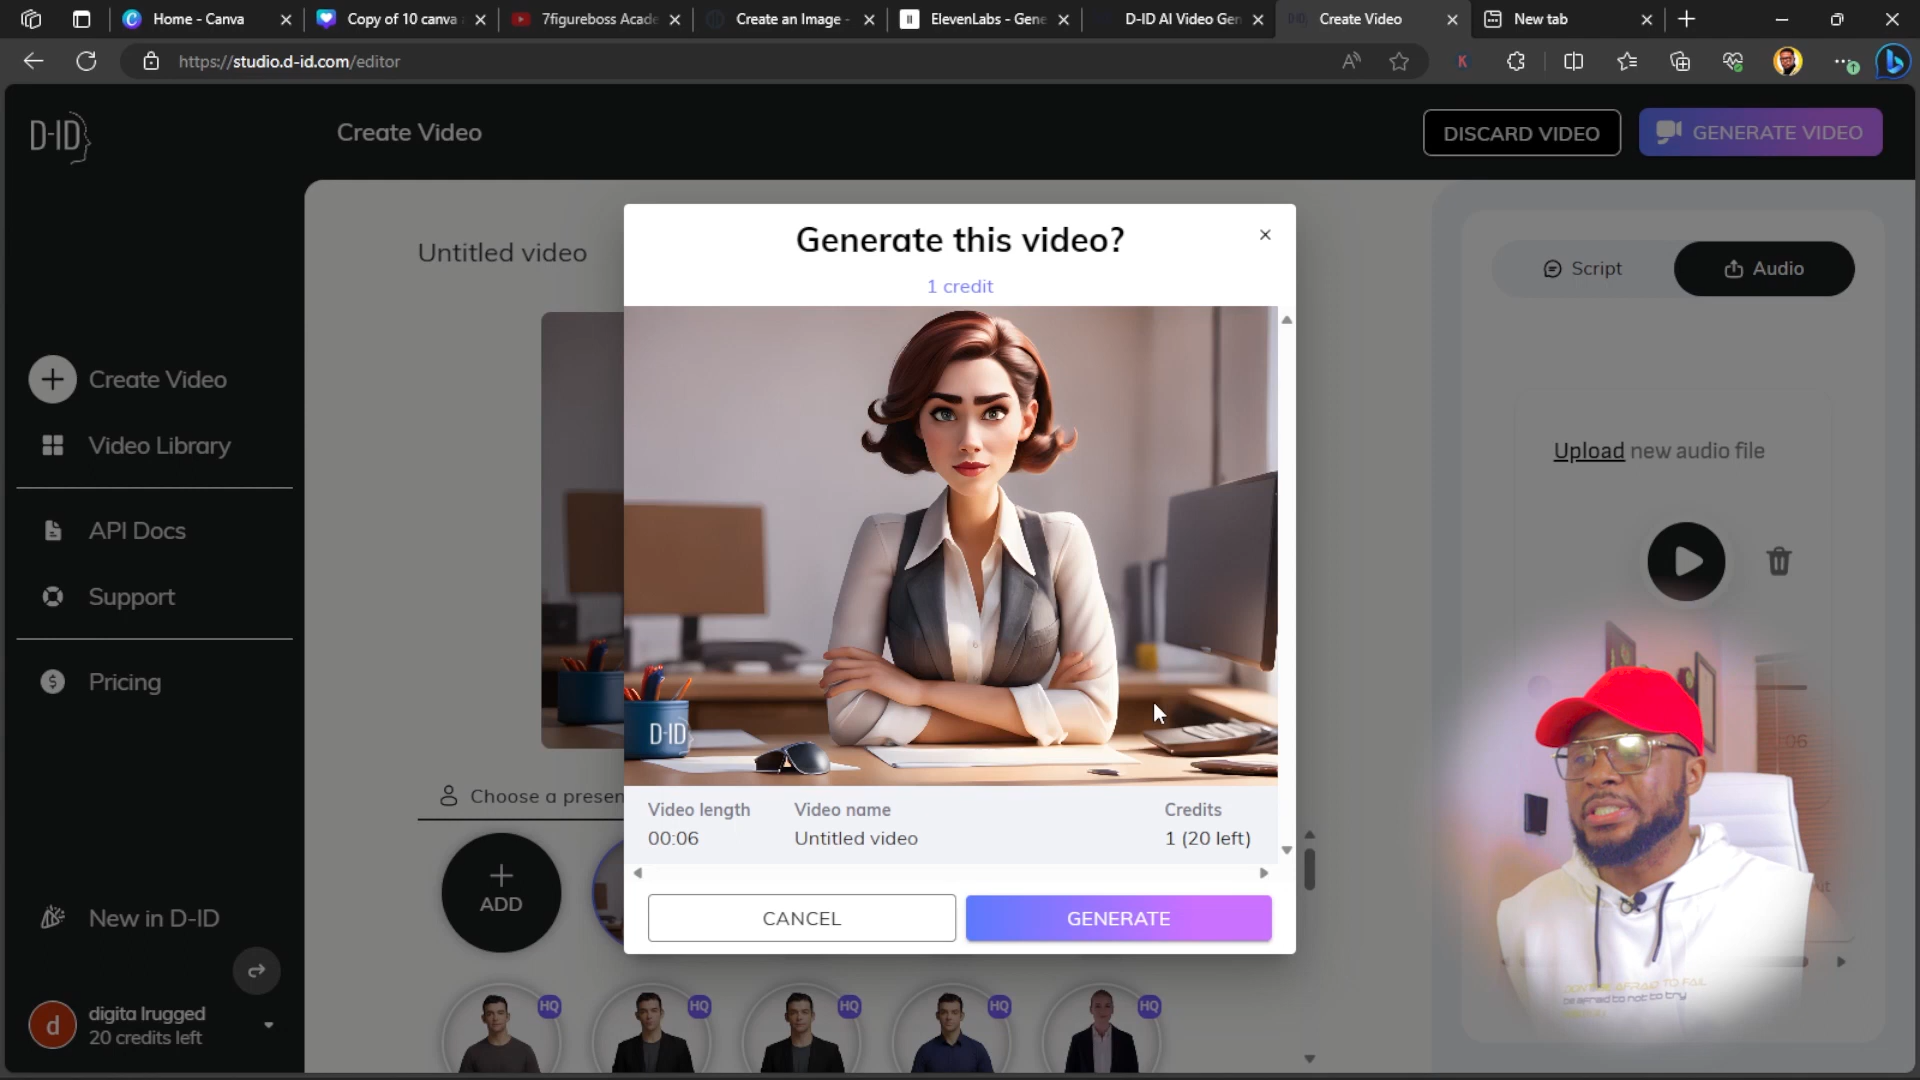 Home - Canva
Copy of 10 canva
7figureboss Acade
Create an Image -
ElevenLabs - Gene
D-ID AI Video Gen
Create Video
New tab
https://studio.d-id.com/editor
D-ID
Create Video
DISCARD VIDEO
GENERATE VIDEO
Untitled video
Generate this video?
1 credit
Script
Audio
Create Video
Video Library
Upload new audio file
API Docs
Support
Pricing
D-ID
Choose a presen
Video length
Video name
Credits
00:06
Untitled video
1 (20 left)
ADD
CANCEL
GENERATE
New in D-ID
HQ
HQ
HQ
HQ
HQ
d
digita lrugged
20 credits left